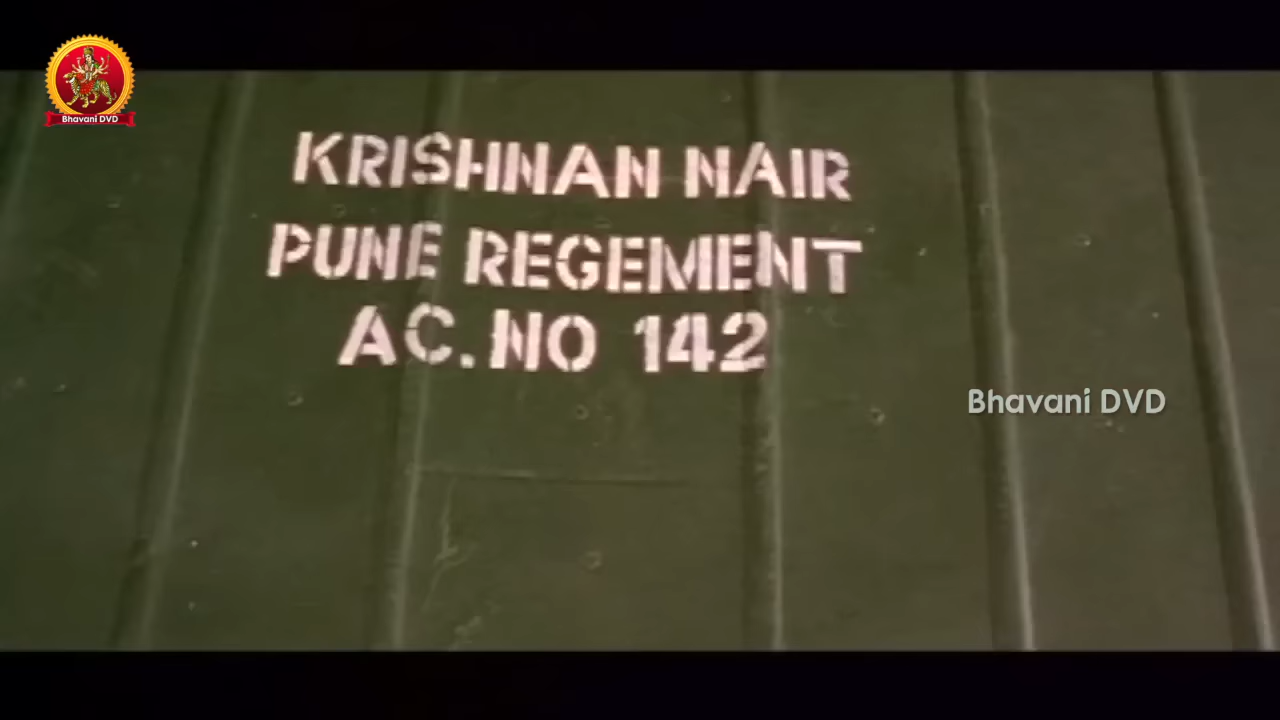 Bhavani DVD
KRISHNAN NAIR
PUNE REGEMENT
AC.NO 142
Bhavani DVD